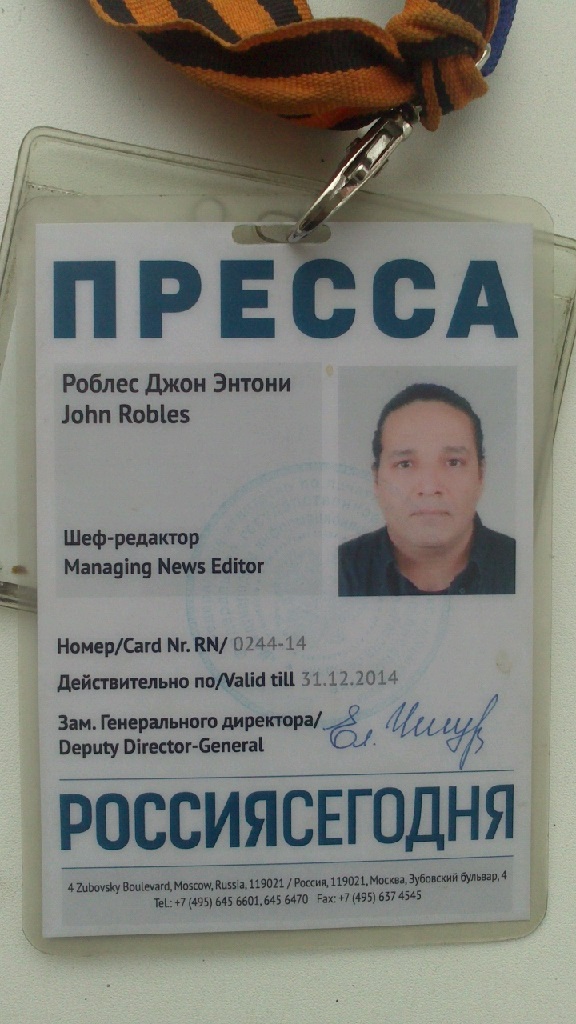 ПРЕССА
Роблес Джон Энтони
John Robles
Шеф-редактор
Managing News Editor
Номер/Card Nr. RN/ 0244-14
Действительно по/Valid till 31.12.2014
Зам. Генерального директора/
Deputy Director-General
РОССИЯСЕГОДНЯ
4 Zubovsky Boulevard, Moscow, Russia, 119021 / Россия, 119021, Москва, Зубовский бульвар, 4
Tel.: +7 (495) 645 6601, 645 6470 Fax: +7 (495) 637 4545